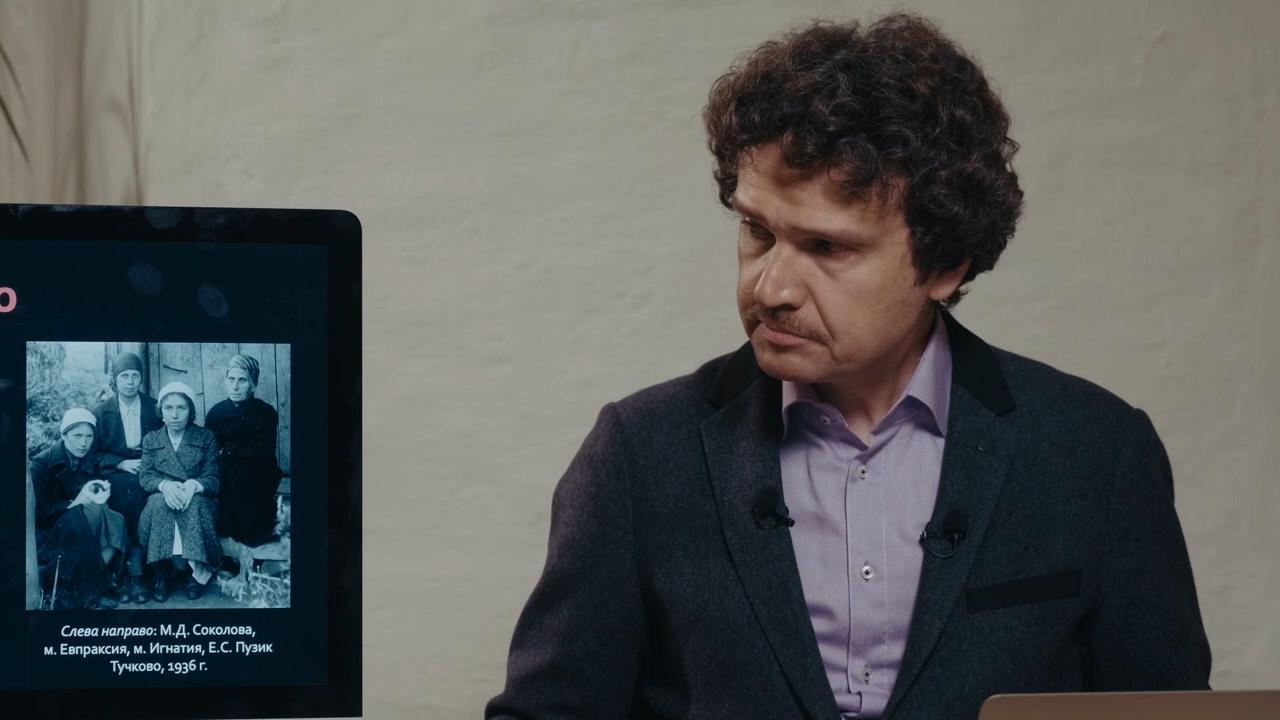 о
Слева направо: М.Д. Соколова,
м. Евпраксия, м. Игнатия, Е.С. Пузик
Тучково, 1936 г.